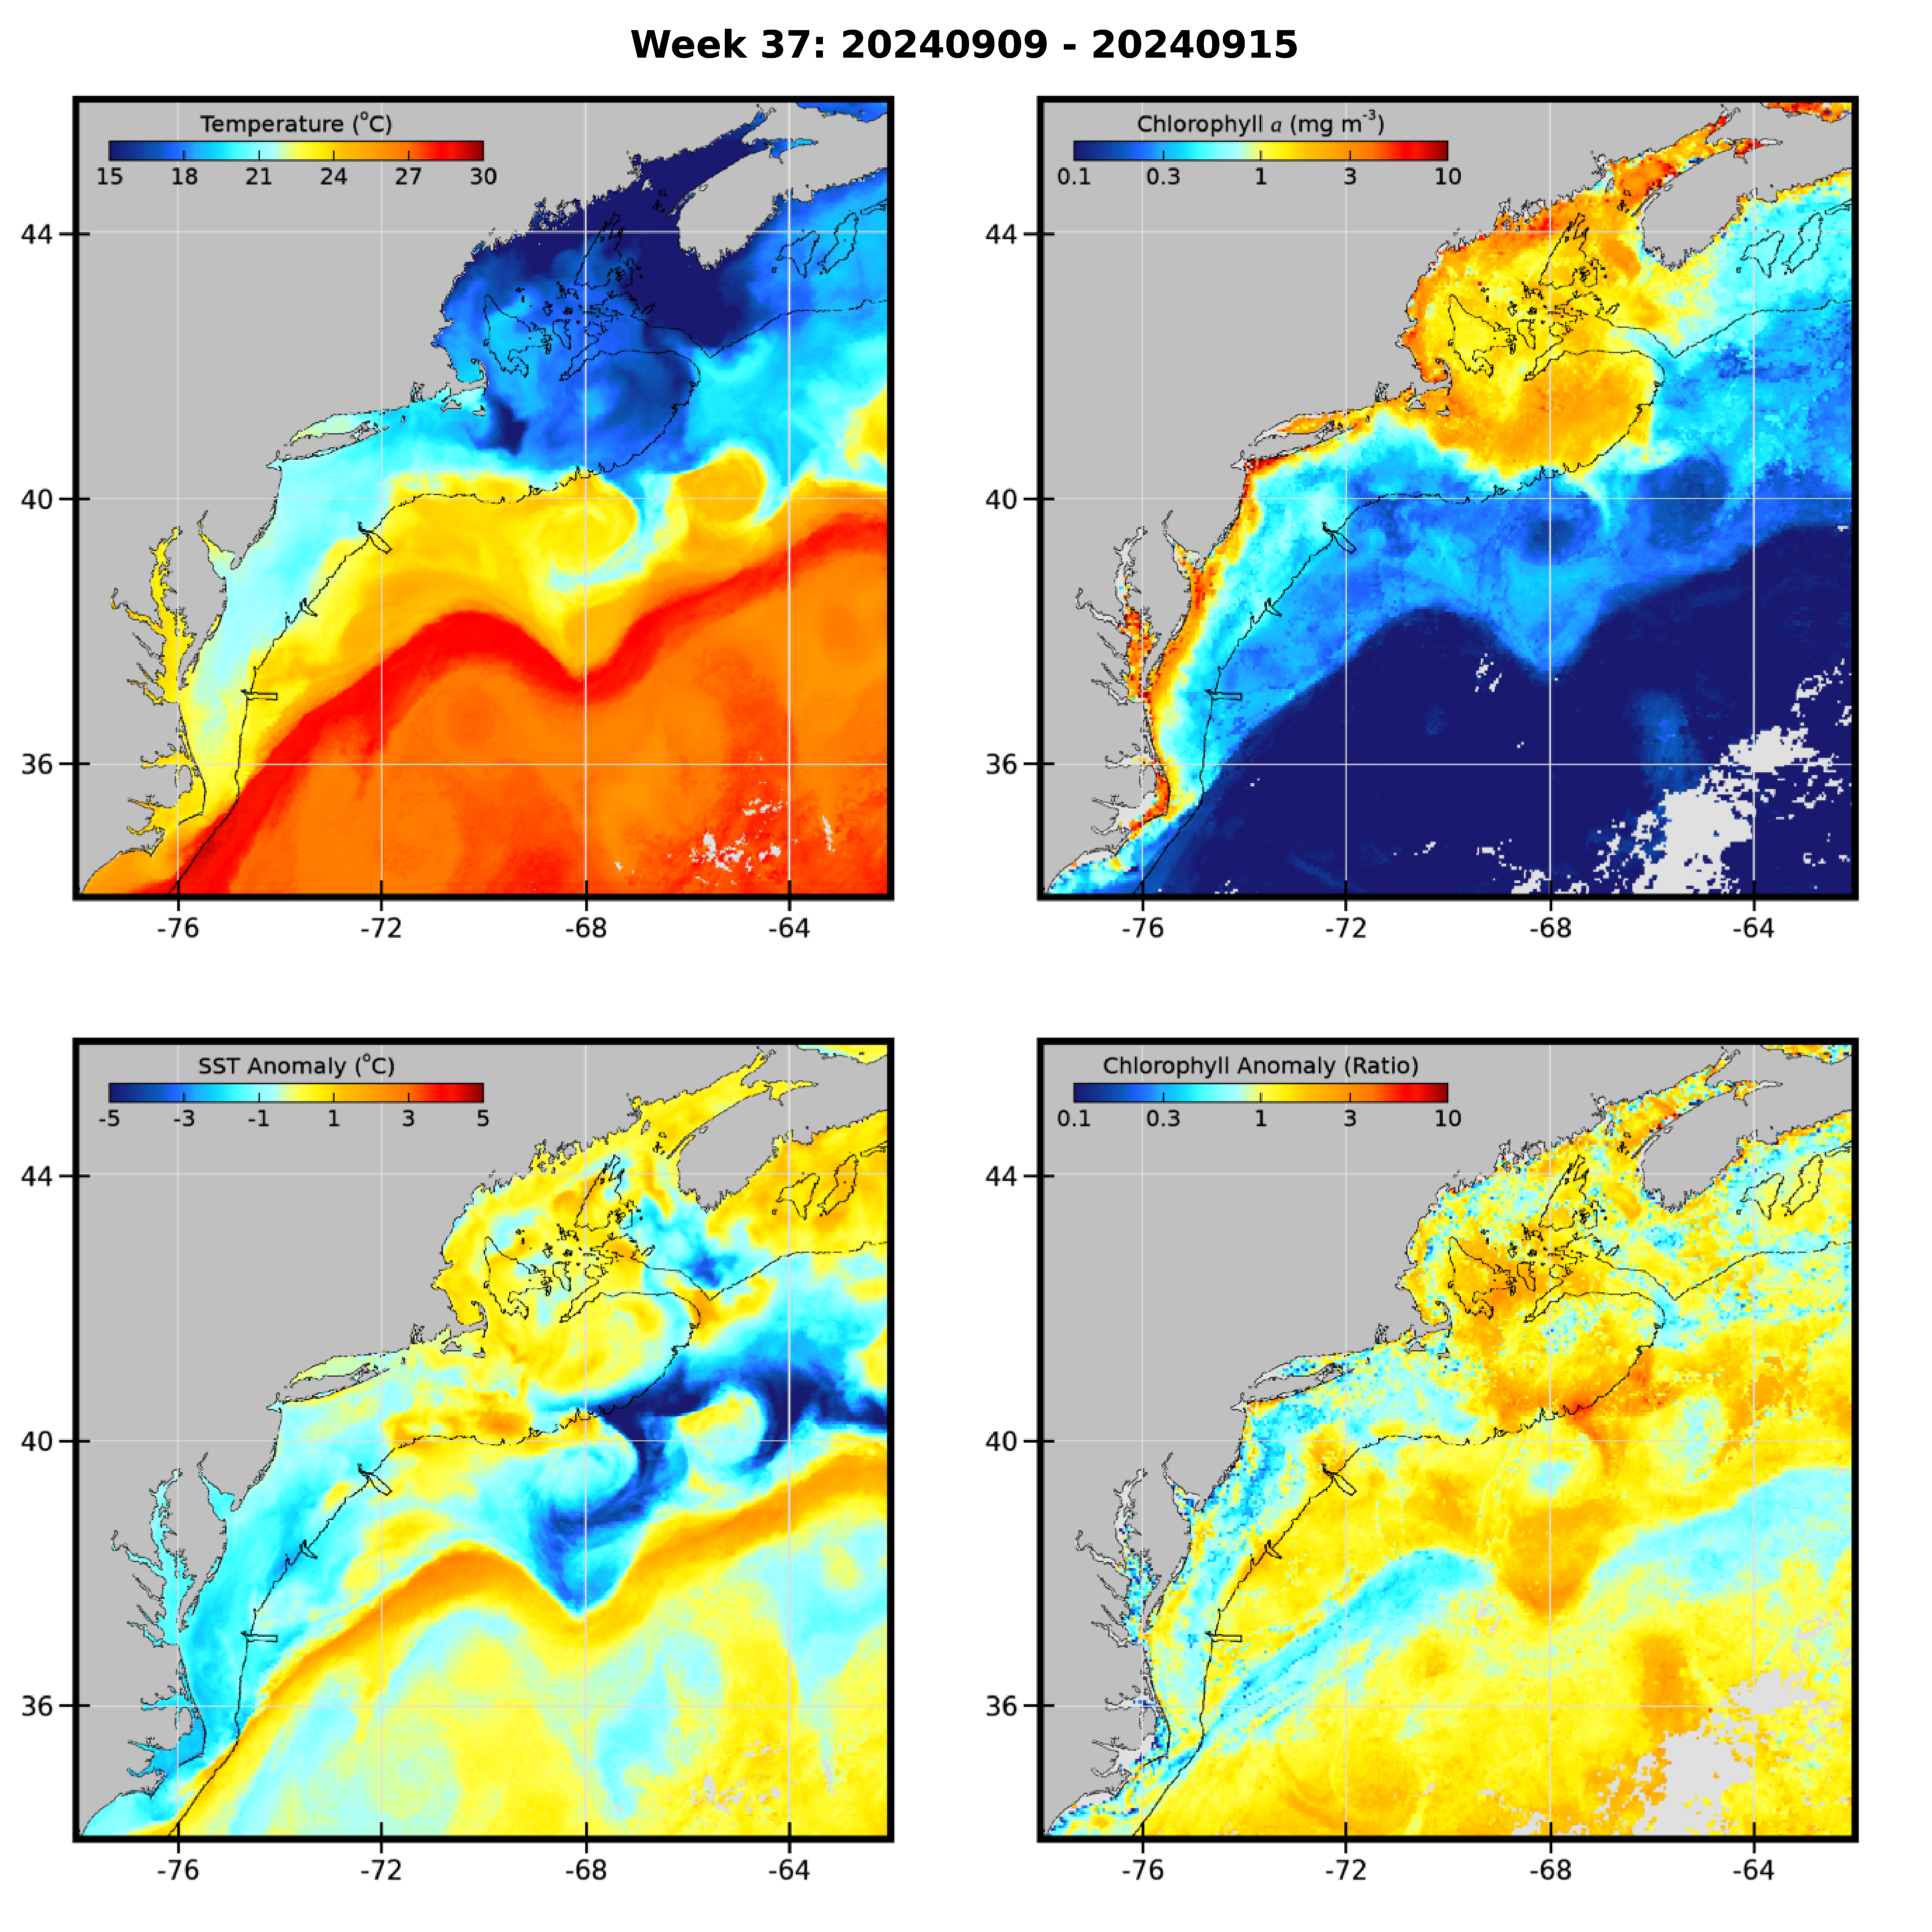 Week 37: 20240909 - 20240915
Temperature (°C)
15 18 21 24 27 30
44
40
36
-76 -72 -68 -64
Chlorophyll a (mg m⁻³)
0.1 0.3 1 3 10
44
40
36
-76 -72 -68 -64
SST Anomaly (°C)
-5 -3 -1 1 3 5
44
40
36
-76 -72 -68 -64
Chlorophyll Anomaly (Ratio)
0.1 0.3 1 3 10
44
40
36
-76 -72 -68 -64